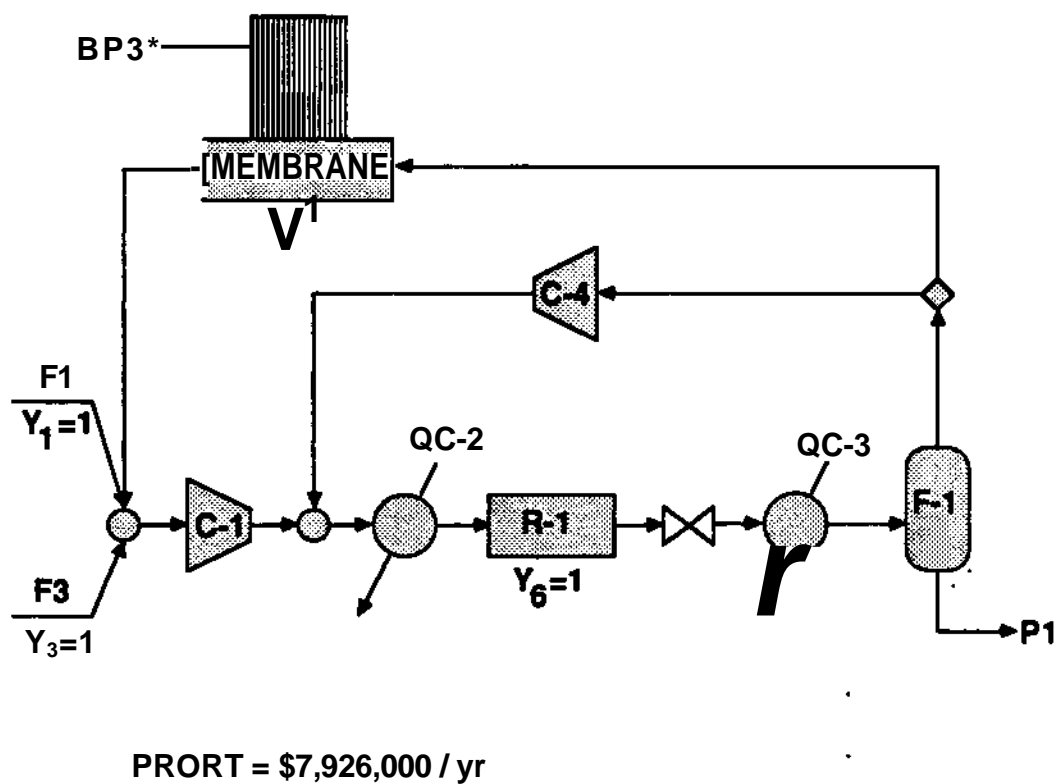 BP3*
[MEMBRANE
V1
C-4
F1
Y1=1
QC-2
QC-3
F-1
C-1
R-1
Y6=1
F3
Y3=1
P1
PRORT = $7,926,000 / yr